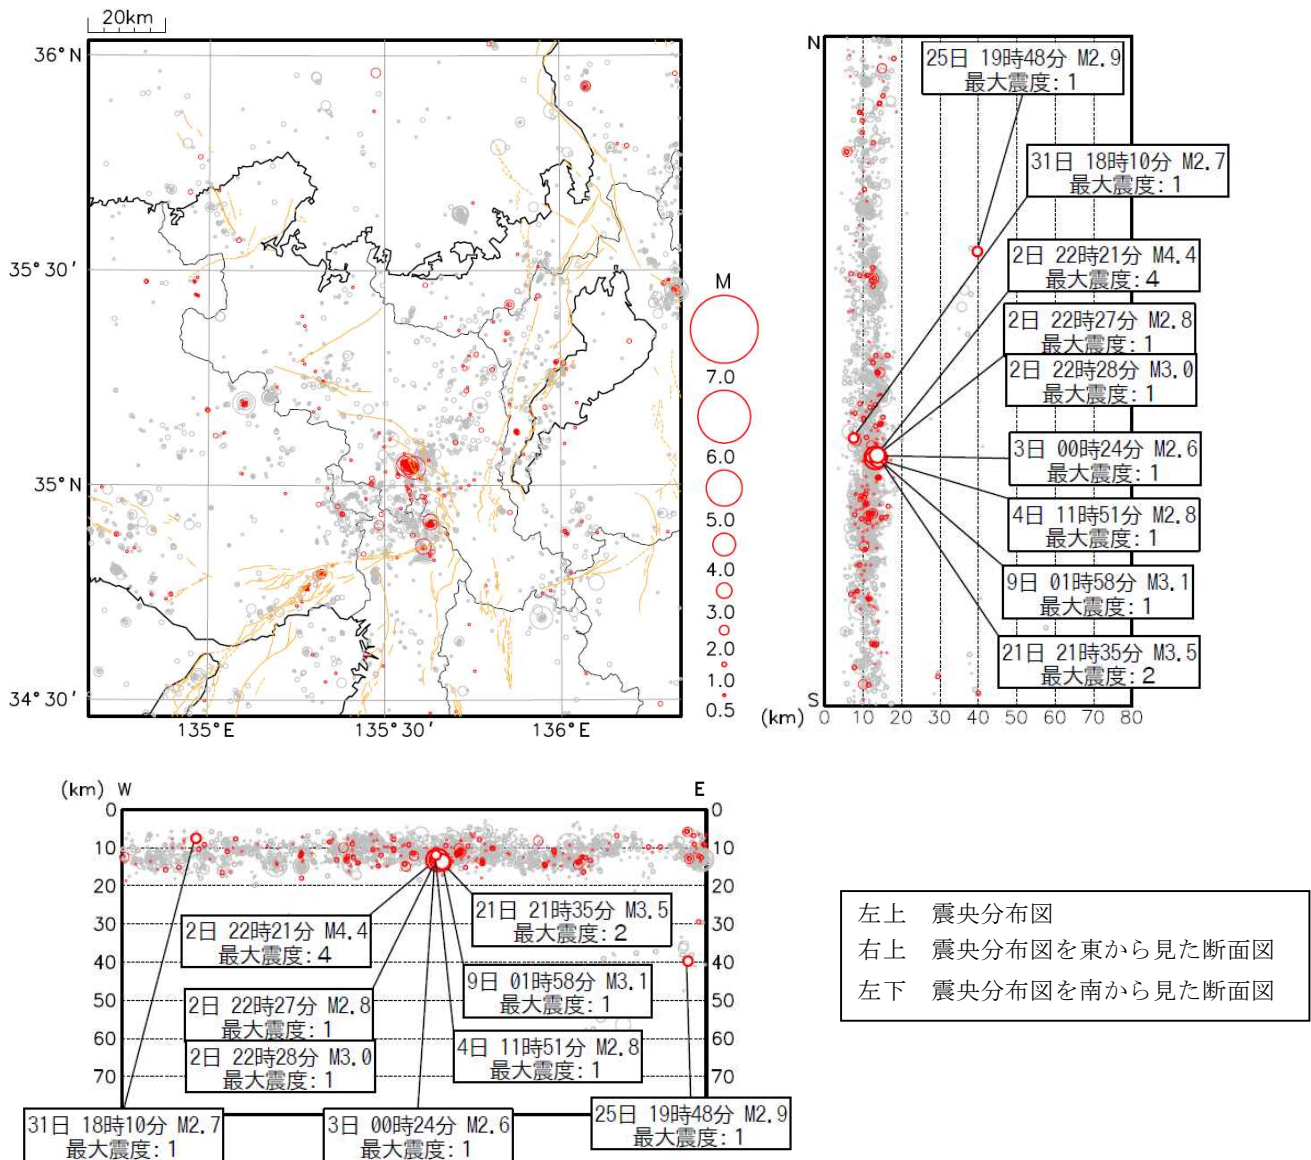 20km
36°N
35°30′
35°N
34°30′
135°E
135°30′
136°E
M
7.0
6.0
5.0
4.0
3.0
2.0
1.0
0.5
N
S
(km)
0 10 20 30 40 50 60 70 80
25日 19時48分 M2.9
最大震度:1
31日 18時10分 M2.7
最大震度:1
2日 22時21分 M4.4
最大震度:4
2日 22時27分 M2.8
最大震度:1
2日 22時28分 M3.0
最大震度:1
3日 00時24分 M2.6
最大震度:1
4日 11時51分 M2.8
最大震度:1
9日 01時58分 M3.1
最大震度:1
21日 21時35分 M3.5
最大震度:2
(km) W
E
0
10
20
30
40
50
60
70
0
10
20
30
40
50
60
70
2日 22時21分 M4.4
最大震度:4
21日 21時35分 M3.5
最大震度:2
9日 01時58分 M3.1
最大震度:1
2日 22時27分 M2.8
最大震度:1
4日 11時51分 M2.8
最大震度:1
2日 22時28分 M3.0
最大震度:1
31日 18時10分 M2.7
最大震度:1
3日 00時24分 M2.6
最大震度:1
25日 19時48分 M2.9
最大震度:1
左上 震央分布図
右上 震央分布図を東から見た断面図
左下 震央分布図を南から見た断面図